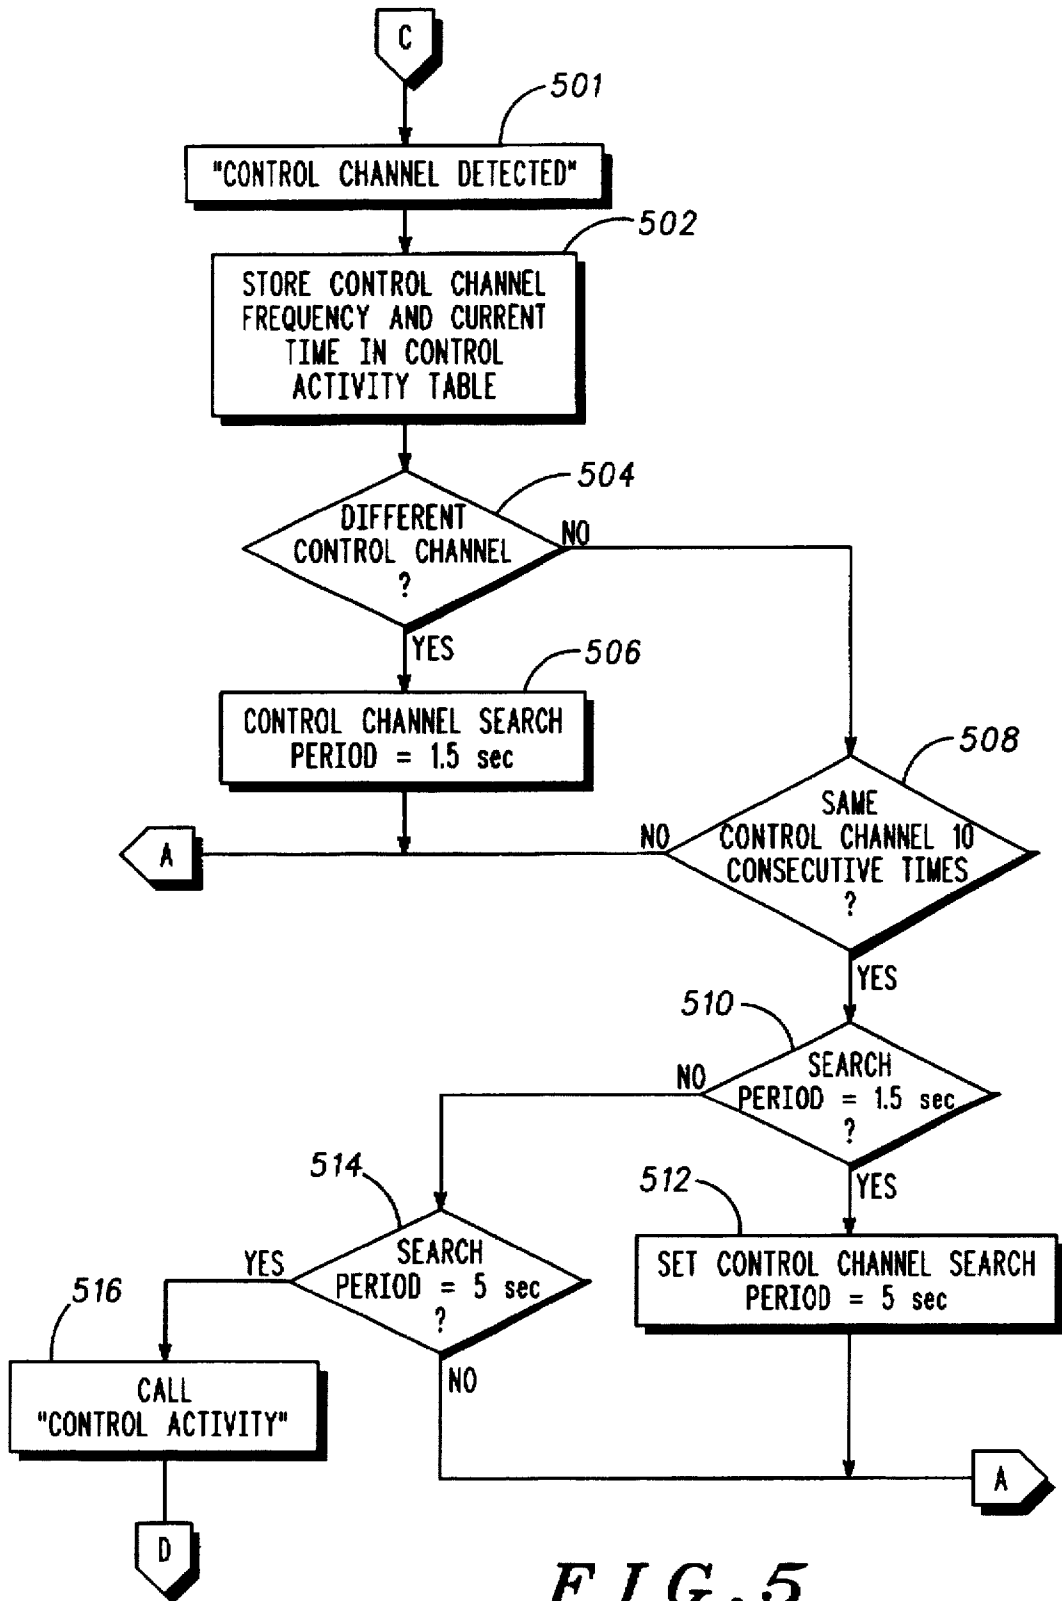 C
501
"CONTROL CHANNEL DETECTED"
502
STORE CONTROL CHANNEL
FREQUENCY AND CURRENT
TIME IN CONTROL
ACTIVITY TABLE
504
DIFFERENT
CONTROL CHANNEL
?
NO
YES
506
CONTROL CHANNEL SEARCH
PERIOD = 1.5 sec
508
SAME
CONTROL CHANNEL 10
CONSECUTIVE TIMES
?
NO
A
YES
510
SEARCH
PERIOD = 1.5 sec
?
NO
YES
514
SEARCH
PERIOD = 5 sec
?
YES
NO
512
SET CONTROL CHANNEL SEARCH
PERIOD = 5 sec
516
CALL
"CONTROL ACTIVITY"
A
D
FIG.5